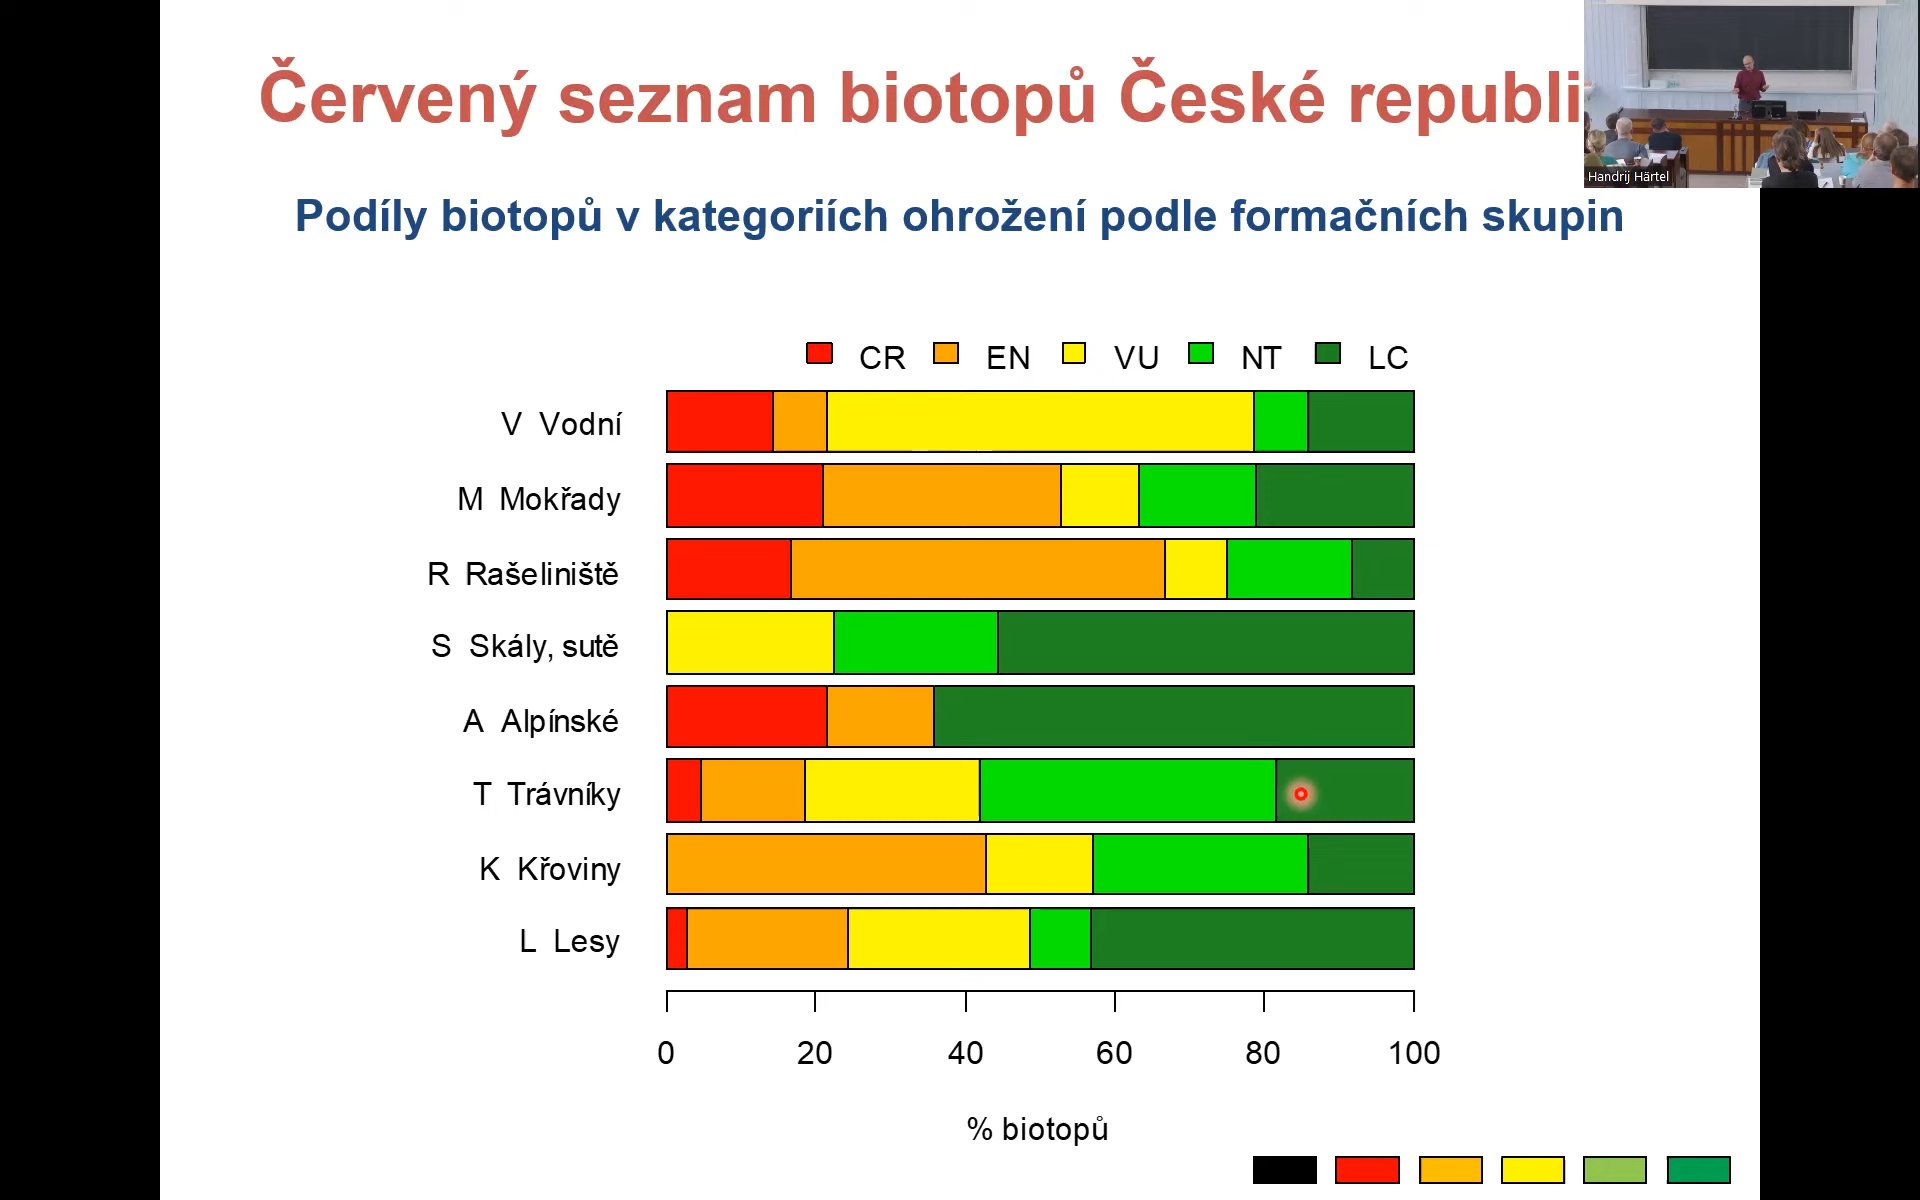 Červený seznam biotopů České republi
Handrij Härtel
Podíly biotopů v kategoriích ohrožení podle formačních skupin
CR EN VU NT LC
V Vodní
M Mokřady
R Rašeliniště
S Skály, sutě
A Alpínské
T Trávníky
K Křoviny
L Lesy
0 20 40 60 80 100
% biotopů